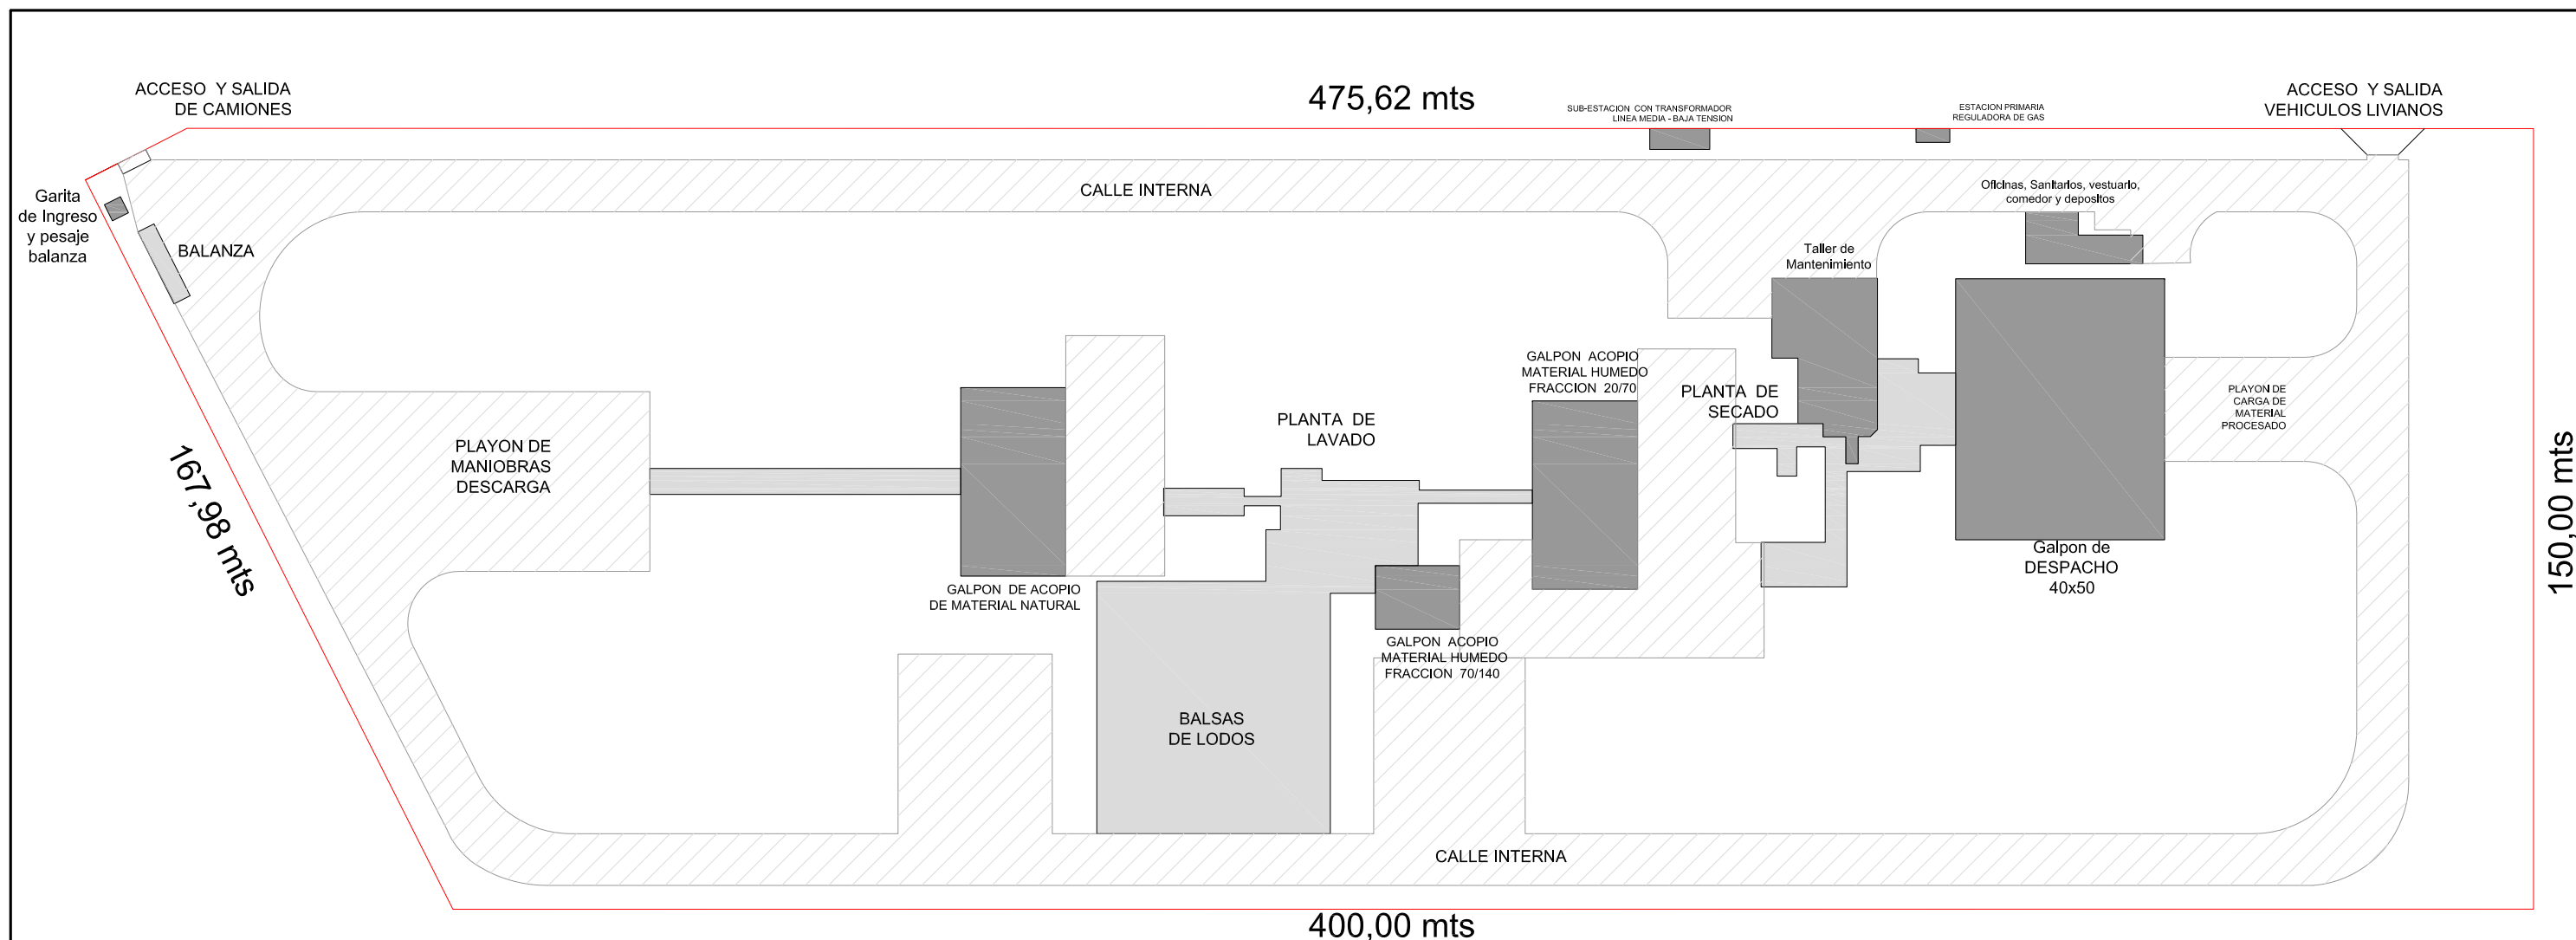 ACCESO Y SALIDA
DE CAMIONES
475,62 mts
SUB-ESTACION CON TRANSFORMADOR
LINEA MEDIA - BAJA TENSION
ESTACION PRIMARIA
REGULADORA DE GAS
ACCESO Y SALIDA
VEHICULOS LIVIANOS
Garita
de Ingreso
y pesaje
balanza
BALANZA
CALLE INTERNA
Oficinas, Sanitarios, vestuario,
comedor y depositos
Taller de
Mantenimiento
GALPON ACOPIO
MATERIAL HUMEDO
FRACCION 20/70
PLANTA DE
SECADO
PLAYON DE
CARGA DE
MATERIAL
PROCESADO
PLANTA DE
LAVADO
PLAYON DE
MANIOBRAS
DESCARGA
167,98 mts
150,00 mts
Galpon de
DESPACHO
40x50
GALPON DE ACOPIO
DE MATERIAL NATURAL
GALPON ACOPIO
MATERIAL HUMEDO
FRACCION 70/140
BALSAS
DE LODOS
CALLE INTERNA
400,00 mts